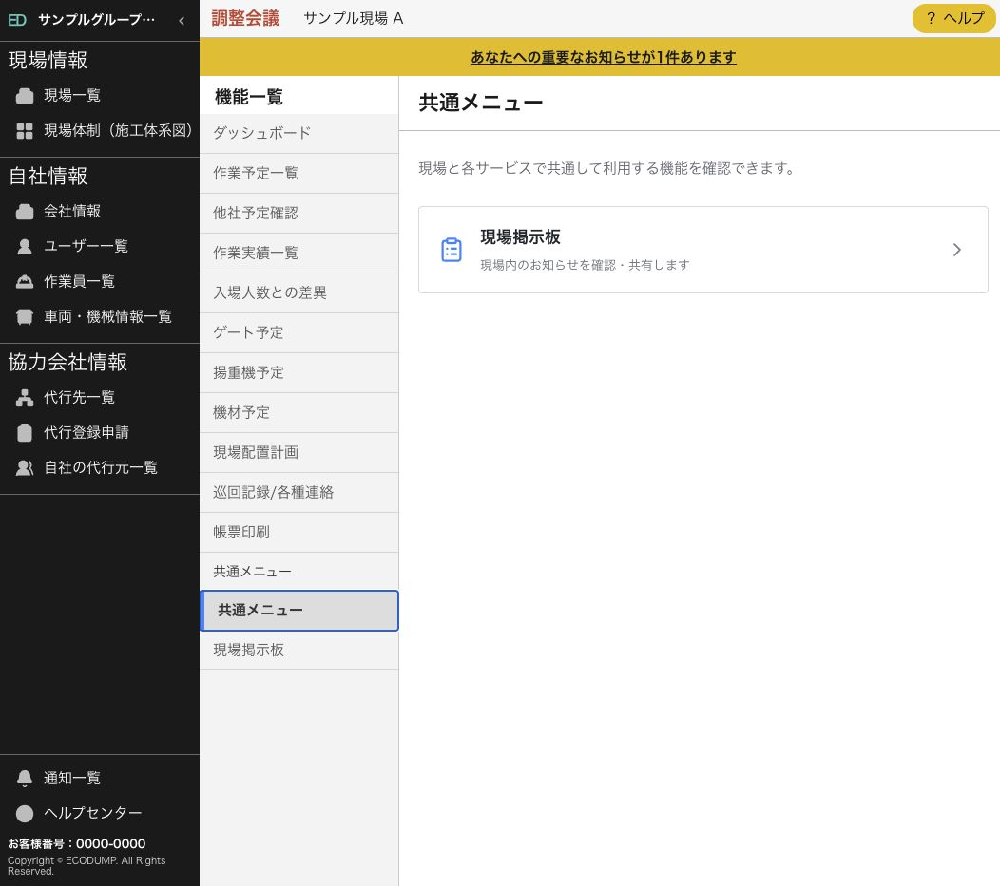 ED サンプルグループ…
現場情報
現場一覧
現場体制（施工体系図）
自社情報
会社情報
ユーザー一覧
作業員一覧
車両・機械情報一覧
協力会社情報
代行先一覧
代行登録申請
自社の代行元一覧
通知一覧
ヘルプセンター
お客様番号：0000-0000
Copyright © ECODUMP. All Rights
Reserved.
調整会議 サンプル現場 A
? ヘルプ
あなたへの重要なお知らせが1件あります
機能一覧
ダッシュボード
作業予定一覧
他社予定確認
作業実績一覧
入場人数との差異
ゲート予定
揚重機予定
機材予定
現場配置計画
巡回記録/各種連絡
帳票印刷
共通メニュー
共通メニュー
現場掲示板
共通メニュー
現場と各サービスで共通して利用する機能を確認できます。
現場掲示板
現場内のお知らせを確認・共有します